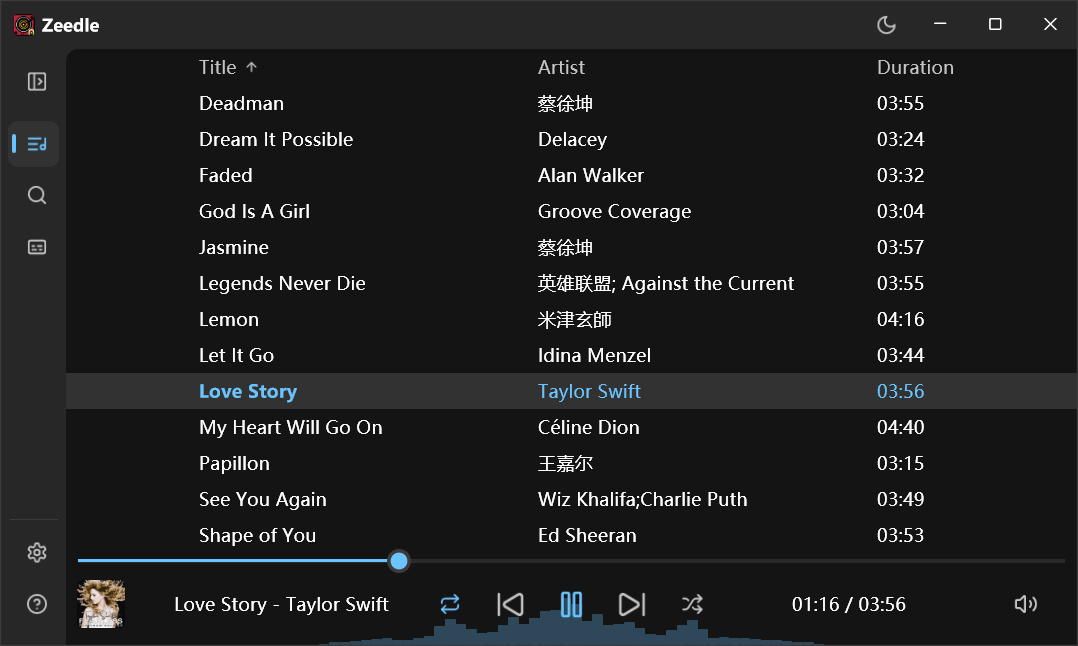 Zeedle
Title Artist Duration
Deadman 蔡徐坤 03:55
Dream It Possible Delacey 03:24
Faded Alan Walker 03:32
God Is A Girl Groove Coverage 03:04
Jasmine 蔡徐坤 03:57
Legends Never Die 英雄联盟; Against the Current 03:55
Lemon 米津玄師 04:16
Let It Go Idina Menzel 03:44
Love Story Taylor Swift 03:56
My Heart Will Go On Céline Dion 04:40
Papillon 王嘉尔 03:15
See You Again Wiz Khalifa;Charlie Puth 03:49
Shape of You Ed Sheeran 03:53
Love Story - Taylor Swift 01:16 / 03:56